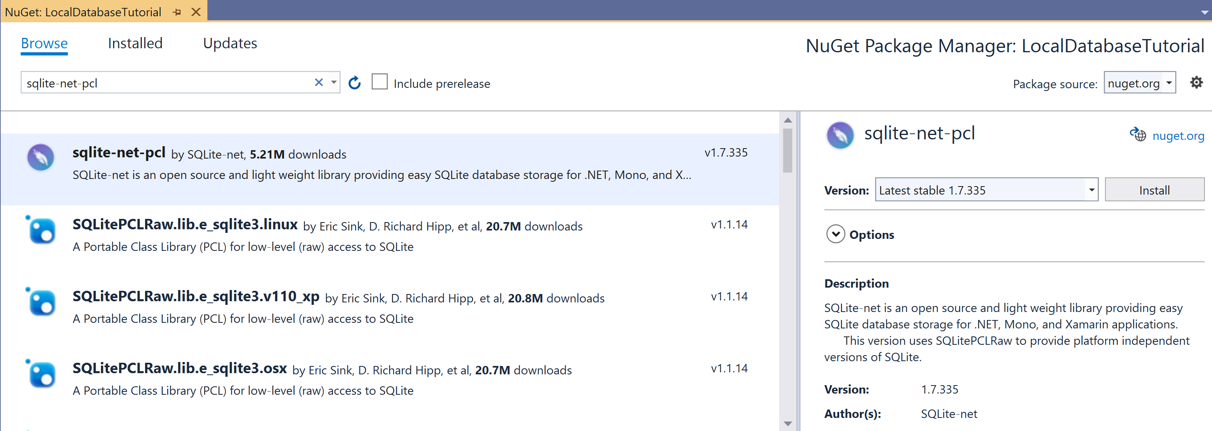 NuGet: LocalDatabaseTutorial
Browse Installed Updates
NuGet Package Manager: LocalDatabaseTutorial
sqlite-net-pcl
Include prerelease
Package source: nuget.org
sqlite-net-pcl by SQLite-net, 5.21M downloads v1.7.335
SQLite-net is an open source and light weight library providing easy SQLite database storage for .NET, Mono, and X...
SQLitePCLRaw.lib.e_sqlite3.linux by Eric Sink, D. Richard Hipp, et al, 20.7M downloads v1.1.14
A Portable Class Library (PCL) for low-level (raw) access to SQLite
SQLitePCLRaw.lib.e_sqlite3.v110_xp by Eric Sink, D. Richard Hipp, et al, 20.8M downloads v1.1.14
A Portable Class Library (PCL) for low-level (raw) access to SQLite
SQLitePCLRaw.lib.e_sqlite3.osx by Eric Sink, D. Richard Hipp, et al, 20.7M downloads v1.1.14
A Portable Class Library (PCL) for low-level (raw) access to SQLite
sqlite-net-pcl nuget.org
Version: Latest stable 1.7.335 Install
Options
Description
SQLite-net is an open source and light weight library providing easy
SQLite database storage for .NET, Mono, and Xamarin applications.
This version uses SQLitePCLRaw to provide platform independent
versions of SQLite.
Version: 1.7.335
Author(s): SQLite-net